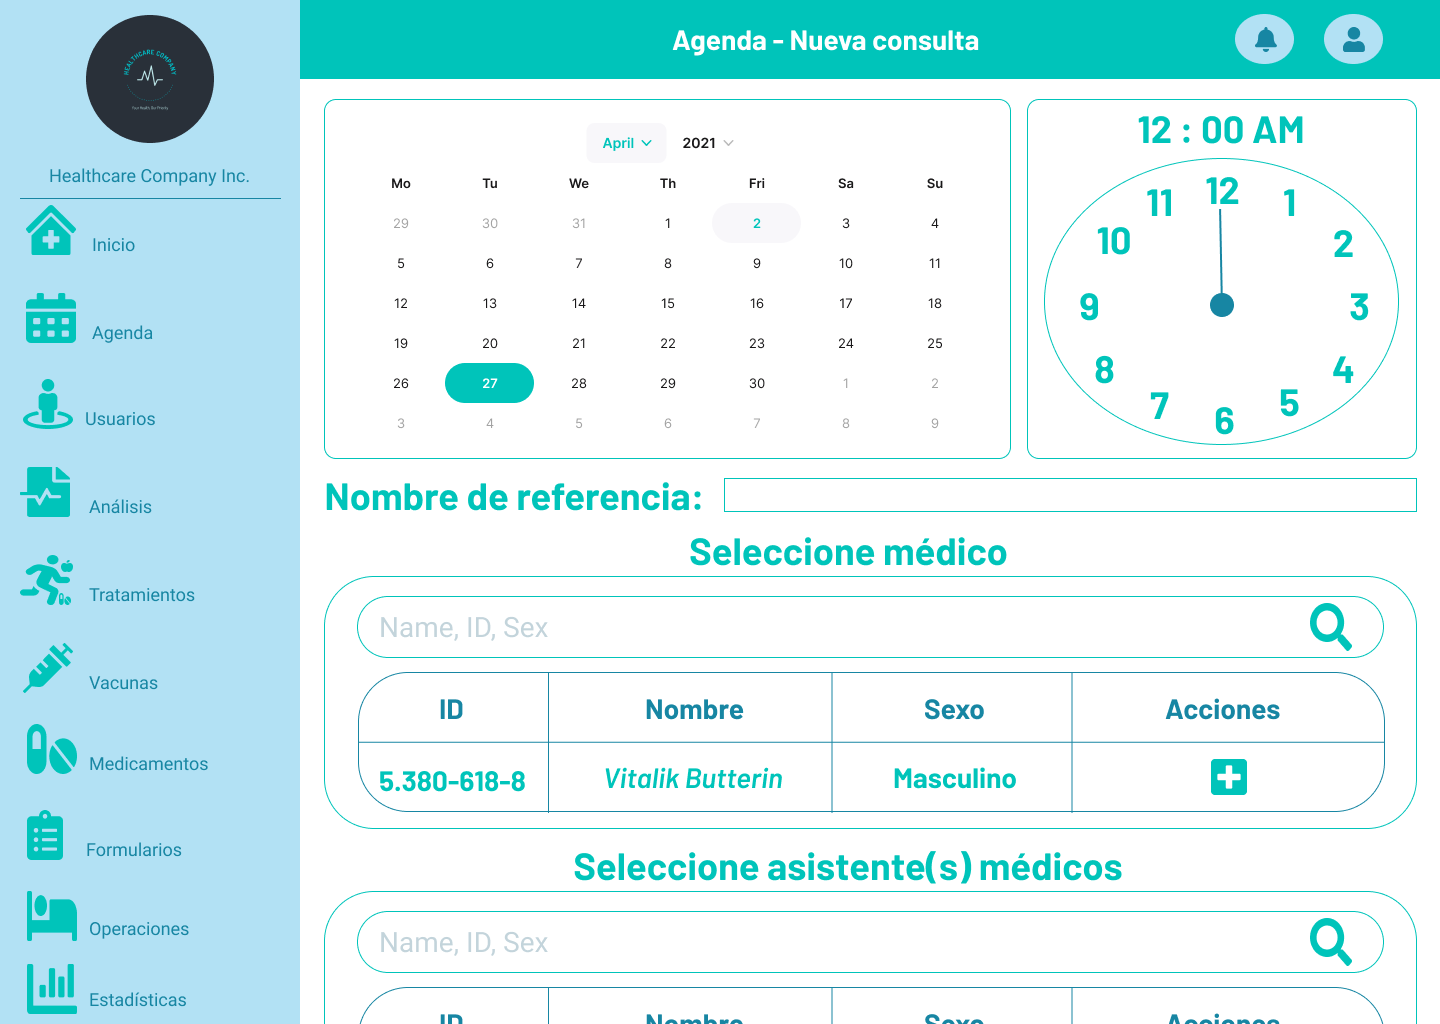 HEALTHCARE COMPANY
Your Health Our Priority
Healthcare Company Inc.
Inicio
Agenda
Usuarios
Análisis
Tratamientos
Vacunas
Medicamentos
Formularios
Operaciones
Estadísticas
Agenda - Nueva consulta
April 2021
Mo Tu We Th Fri Sa Su
29 30 31 1 2 3 4
5 6 7 8 9 10 11
12 13 14 15 16 17 18
19 20 21 22 23 24 25
26 27 28 29 30 1 2
3 4 5 6 7 8 9
12 : 00 AM
12
1
2
3
4
5
6
7
8
9
10
11
Nombre de referencia:
Seleccione médico
Name, ID, Sex
ID Nombre Sexo Acciones
5.380-618-8 Vitalik Butterin Masculino
Seleccione asistente(s) médicos
Name, ID, Sex
ID Nombre Sexo Acciones